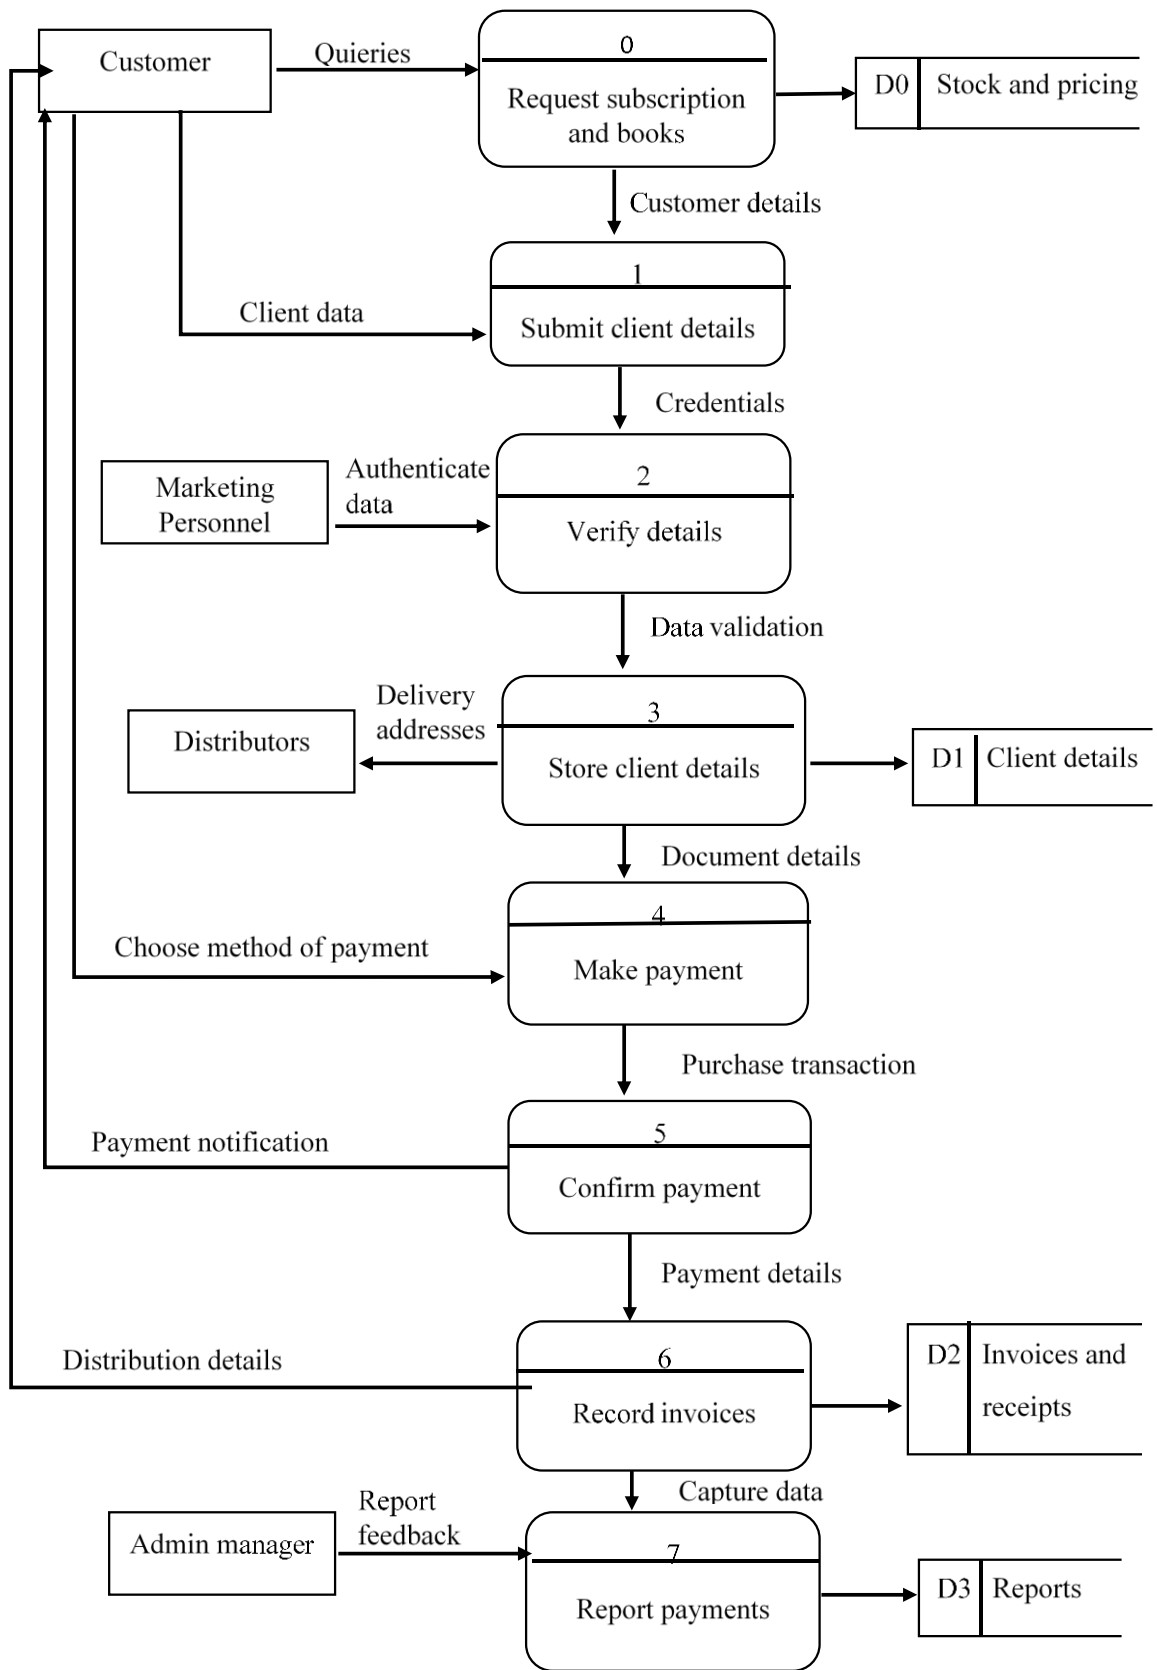 Customer
Quieries
0
Request subscription
and books
D0
Stock and pricing
Customer details
1
Client data
Submit client details
Credentials
Marketing
Personnel
Authenticate
data
2
Verify details
Data validation
Distributors
Delivery
addresses
3
Store client details
D1
Client details
Document details
4
Choose method of payment
Make payment
Purchase transaction
5
Payment notification
Confirm payment
Payment details
6
Distribution details
Record invoices
D2
Invoices and
receipts
Capture data
Admin manager
Report
feedback
7
Report payments
D3
Reports